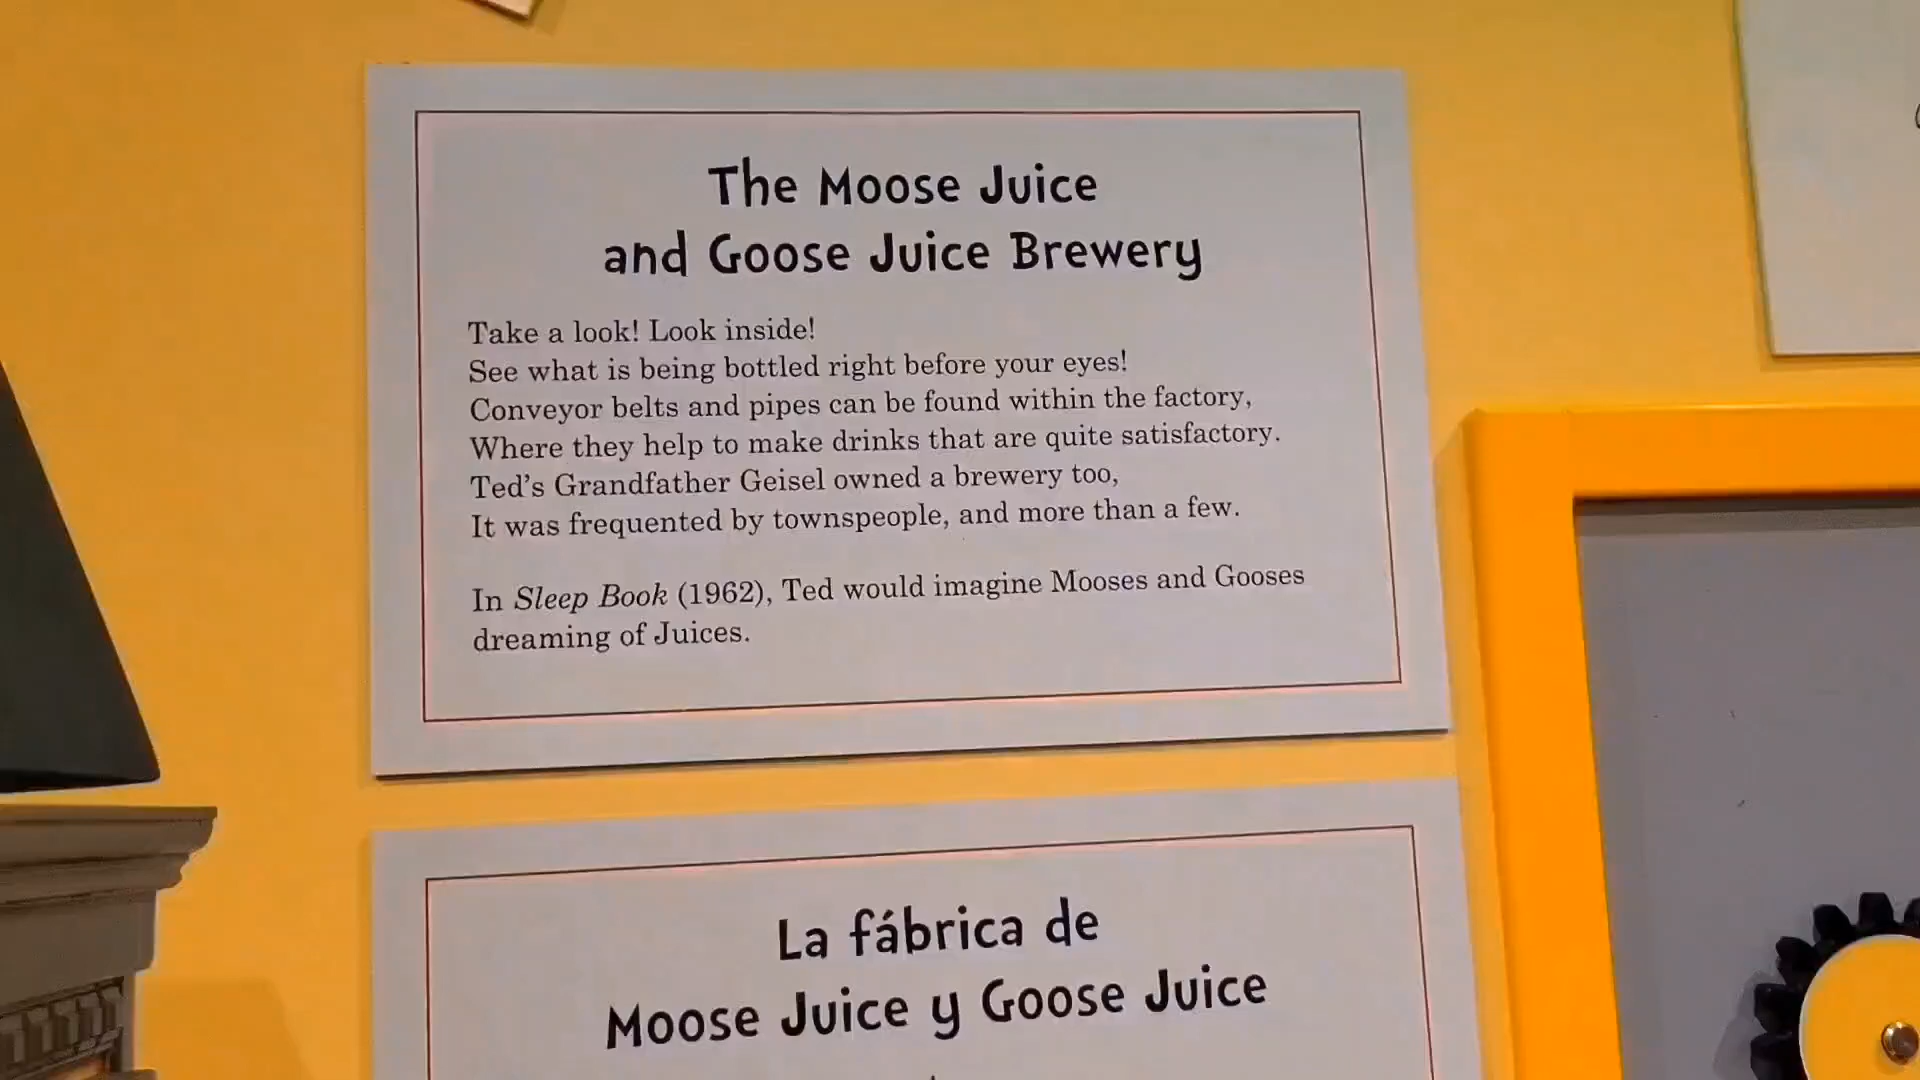 The Moose Juice
and Goose Juice Brewery
Take a look! Look inside!
See what is being bottled right before your eyes!
Conveyor belts and pipes can be found within the factory,
Where they help to make drinks that are quite satisfactory.
Ted's Grandfather Geisel owned a brewery too,
It was frequented by townspeople, and more than a few.
In Sleep Book (1962), Ted would imagine Mooses and Gooses
dreaming of Juices.
La fábrica de
Moose Juice y Goose Juice